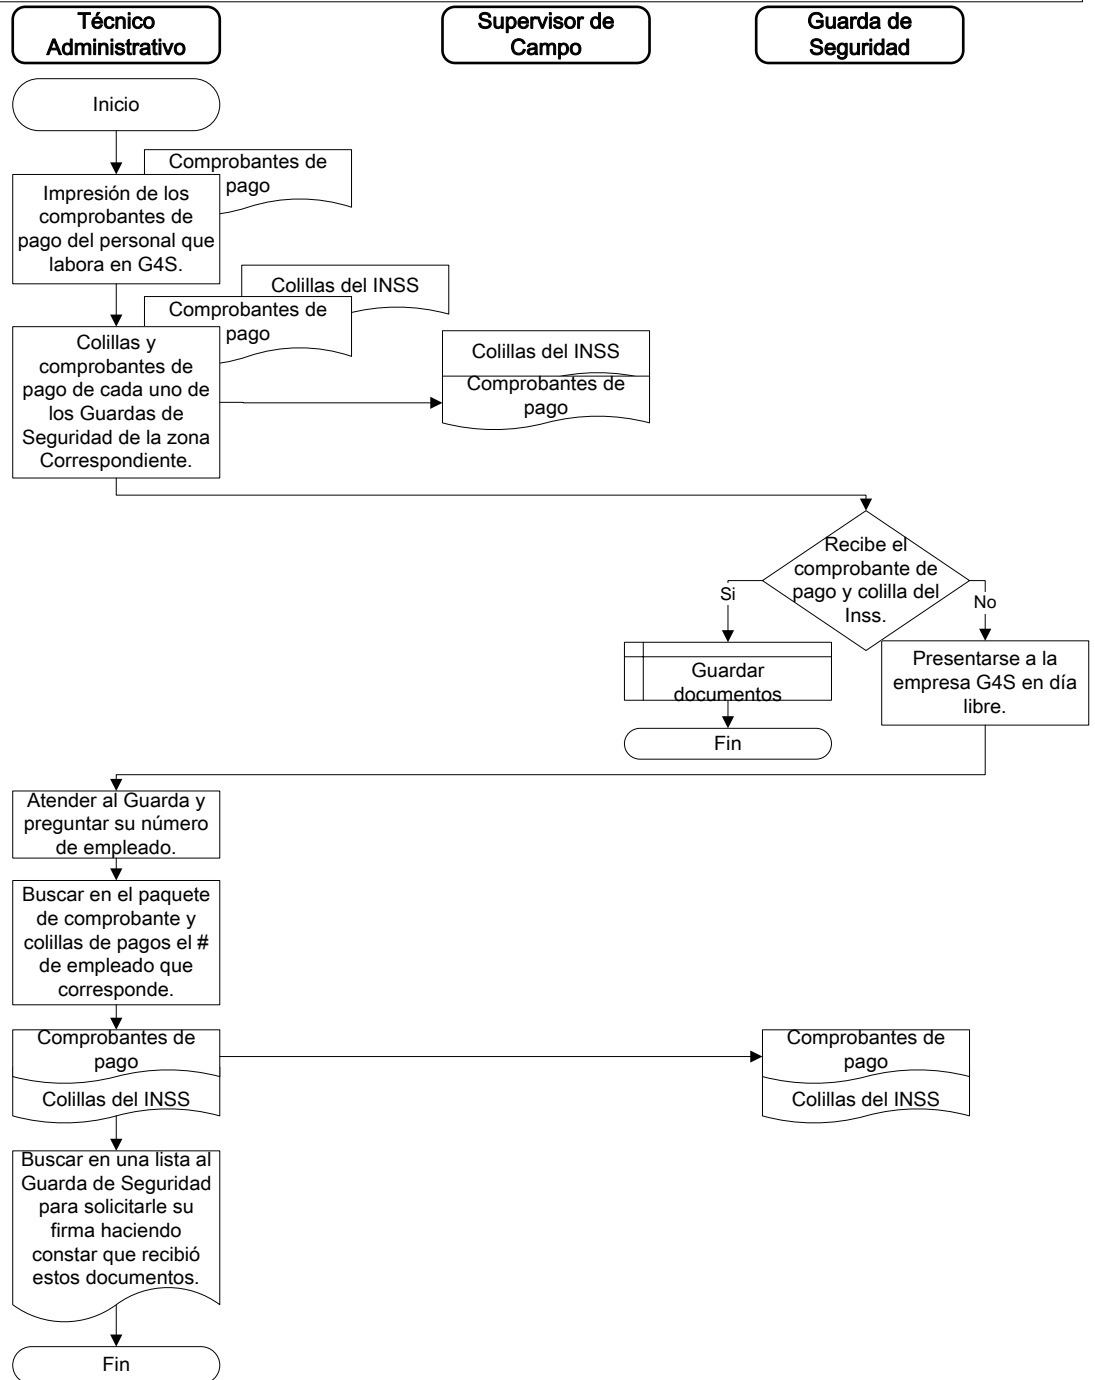 Técnico
Administrativo
Supervisor de
Campo
Guarda de
Seguridad
Inicio
Comprobantes de
pago
Impresión de los
comprobantes de
pago del personal que
labora en G4S.
Colillas del INSS
Comprobantes de
pago
Colillas y
comprobantes de
pago de cada uno de
los Guardas de
Seguridad de la zona
Correspondiente.
Colillas del INSS
Comprobantes de
pago
Recibe el
comprobante de
pago y colilla del
Inss.
Si
No
Guardar
documentos
Presentarse a la
empresa G4S en día
libre.
Fin
Atender al Guarda y
preguntar su número
de empleado.
Buscar en el paquete
de comprobante y
colillas de pagos el #
de empleado que
corresponde.
Comprobantes de
pago
Colillas del INSS
Comprobantes de
pago
Colillas del INSS
Buscar en una lista al
Guarda de Seguridad
para solicitarle su
firma haciendo
constar que recibió
estos documentos.
Fin